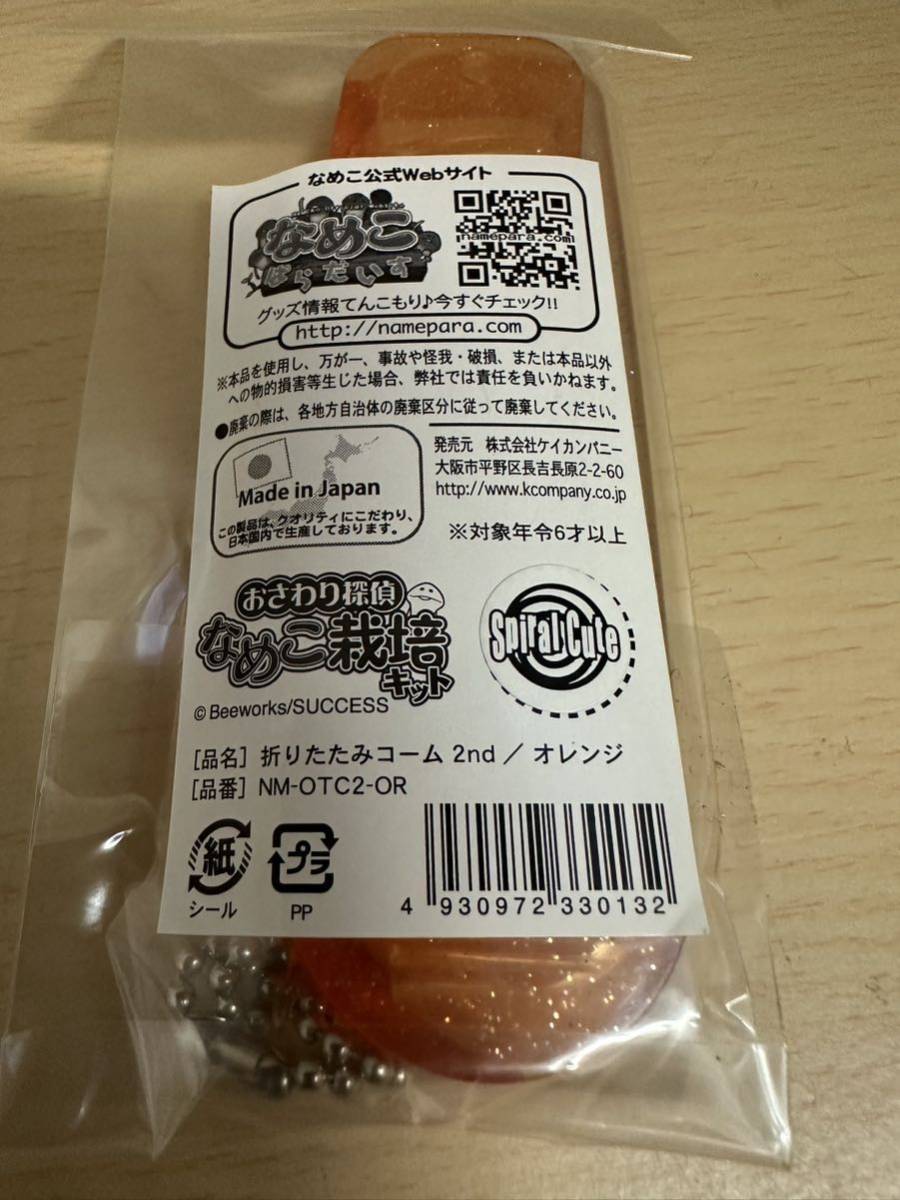 なめこ公式Webサイト
なめこ
ぱらだいす
namepara.com
グッズ情報てんこもり♪今すぐチェック!!
http://namepara.com
※本品を使用し、万が一、事故や怪我・破損、または本品以外
への物的損害等生じた場合、弊社では責任を負いかねます。
●廃棄の際は、各地方自治体の廃棄区分に従って廃棄してください。
Made in Japan
この製品は、クオリティにこだわり、
日本国内で生産しております。
発売元 株式会社ケイカンパニー
大阪市平野区長吉長原2-2-60
http://www.kcompany.co.jp
※対象年令6才以上
おさわり探偵
なめこ栽培
キット
© Beeworks/SUCCESS
Spiral Cute
[品名] 折りたたみコーム 2nd / オレンジ
[品番] NM-OTC2-OR
紙
シール
プラ
PP
4 930972 330132